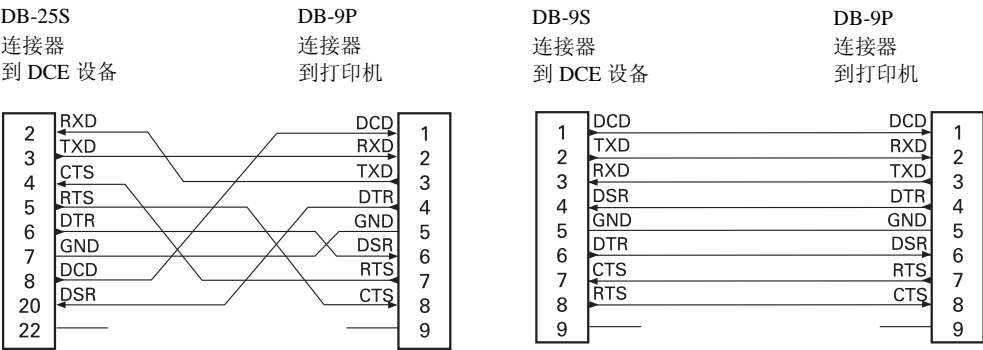 DB-25S
连接器
到 DCE 设备
DB-9P
连接器
到打印机
2 RXD
3 TXD
4 CTS
5 RTS
6 DTR
7 GND
8 DCD
20 DSR
22
DCD 1
RXD 2
TXD 3
DTR 4
GND 5
DSR 6
RTS 7
CTS 8
9
DB-9S
连接器
到 DCE 设备
DB-9P
连接器
到打印机
1 DCD
2 TXD
3 RXD
4 DSR
5 GND
6 DTR
7 CTS
8 RTS
9
DCD 1
RXD 2
TXD 3
DTR 4
GND 5
DSR 6
RTS 7
CTS 8
9